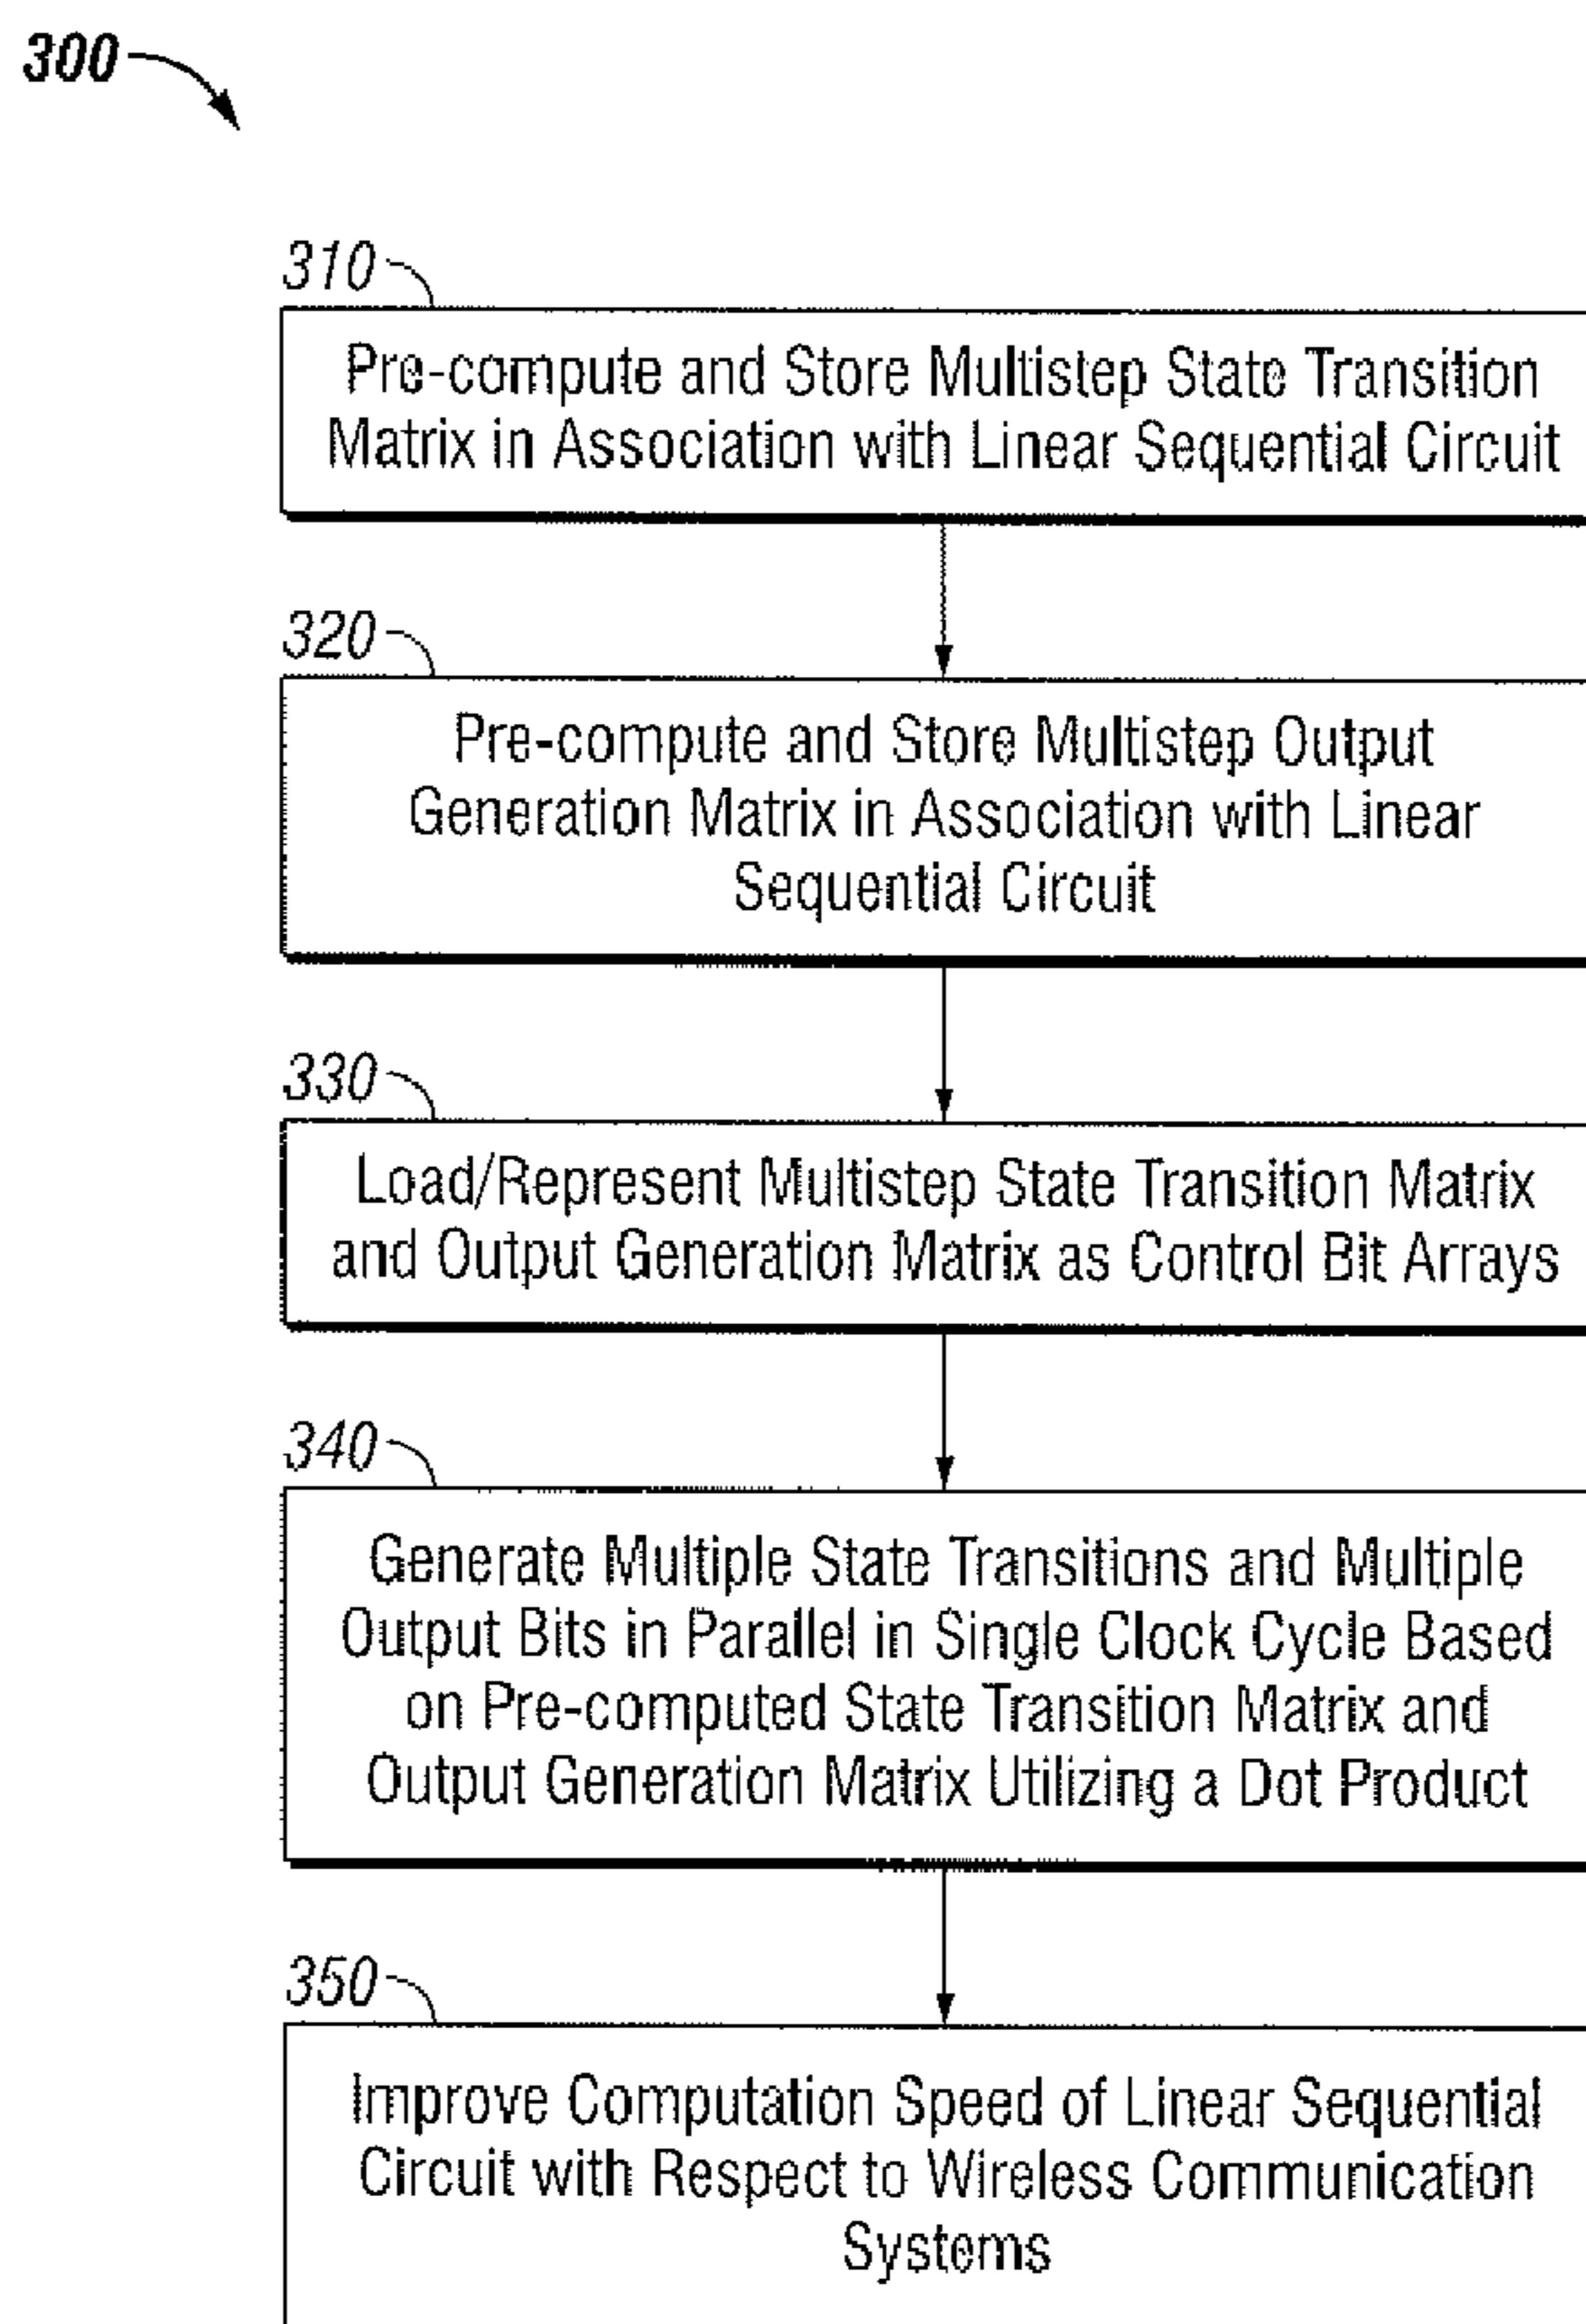 300
310
Pre-compute and Store Multistep State Transition
Matrix in Association with Linear Sequential Circuit
320
Pre-compute and Store Multistep Output
Generation Matrix in Association with Linear
Sequential Circuit
330
Load/Represent Multistep State Transition Matrix
and Output Generation Matrix as Control Bit Arrays
340
Generate Multiple State Transitions and Multiple
Output Bits in Parallel in Single Clock Cycle Based
on Pre-computed State Transition Matrix and
Output Generation Matrix Utilizing a Dot Product
350
Improve Computation Speed of Linear Sequential
Circuit with Respect to Wireless Communication
Systems